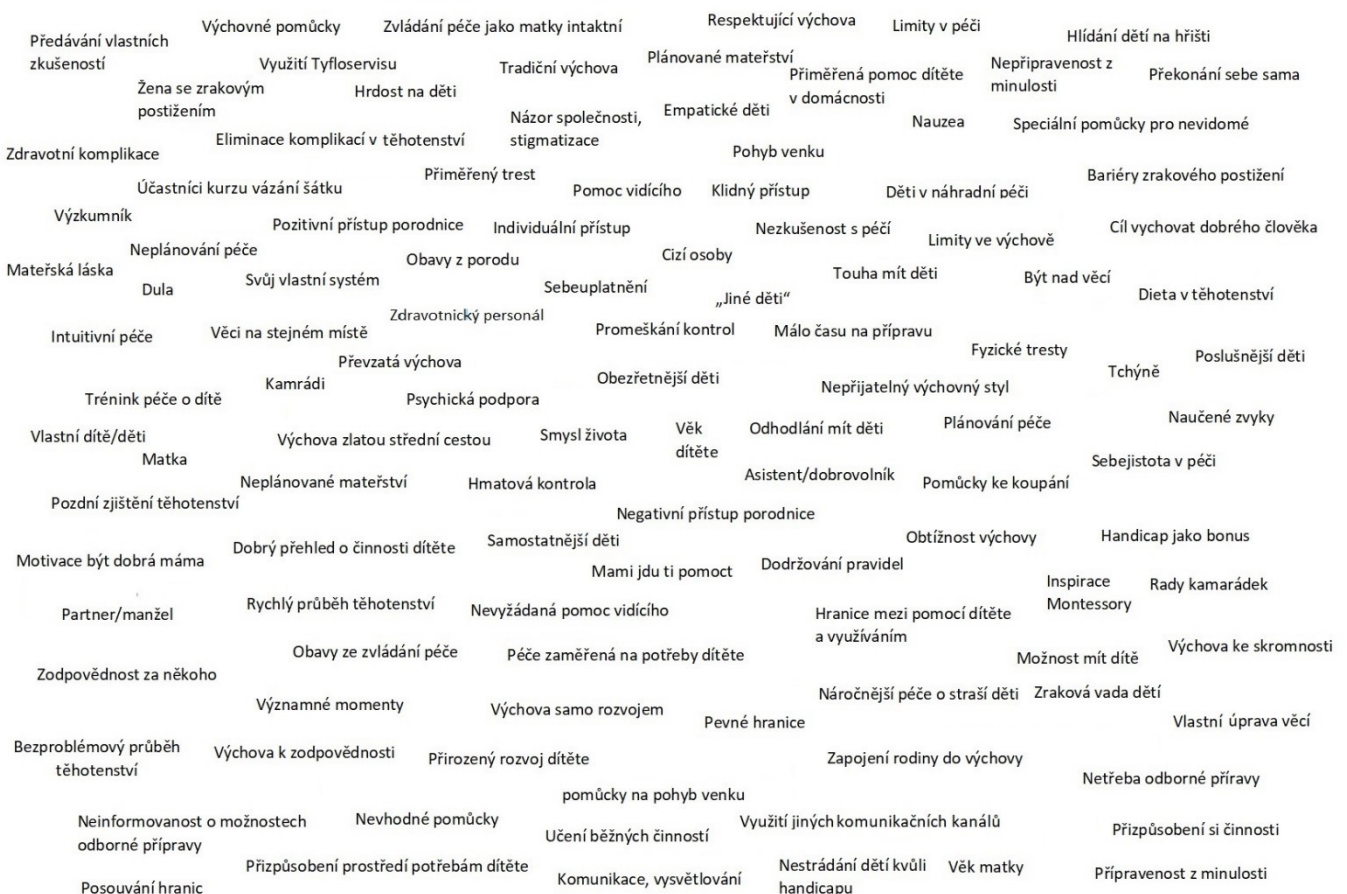 Výchovné pomůcky
Zvládání péče jako matky intaktní
Respektující výchova
Limity v péči
Předávání vlastních
zkušeností
Hlídání dětí na hřišti
Využití Tyfloservisu
Tradiční výchova
Plánované mateřství
Přiměřená pomoc dítěte
v domácnosti
Nepřipravenost z
minulosti
Překonání sebe sama
Žena se zrakovým
postižením
Hrdost na děti
Názor společnosti,
stigmatizace
Empatické děti
Nauzea
Speciální pomůcky pro nevidomé
Eliminace komplikací v těhotenství
Zdravotní komplikace
Pohyb venku
Přiměřený trest
Účastníci kurzu vázání šátku
Pomoc vidícího
Klidný přístup
Děti v náhradní péči
Bariéry zrakového postižení
Výzkumník
Pozitivní přístup porodnice
Individuální přístup
Nezkušenost s péčí
Limity ve výchově
Cíl vychovat dobrého člověka
Neplánování péče
Obavy z porodu
Cizí osoby
Mateřská láska
Dula
Svůj vlastní systém
Sebeuplatnění
„Jiné děti“
Touha mít děti
Být nad věcí
Dieta v těhotenství
Zdravotnický personál
Intuitivní péče
Věci na stejném místě
Promeškání kontrol
Málo času na přípravu
Fyzické tresty
Poslušnější děti
Převzatá výchova
Tchýně
Kamrádi
Obezřetnější děti
Nepřijatelný výchovný styl
Trénink péče o dítě
Psychická podpora
Naučené zvyky
Vlastní dítě/děti
Výchova zlatou střední cestou
Smysl života
Věk
dítěte
Odhodlání mít děti
Plánování péče
Matka
Sebejistota v péči
Neplánované mateřství
Hmatová kontrola
Asistent/dobrovolník
Pomůcky ke koupání
Pozdní zjištění těhotenství
Negativní přístup porodnice
Motivace být dobrá máma
Dobrý přehled o činnosti dítěte
Samostatnější děti
Obtížnost výchovy
Handicap jako bonus
Mami jdu ti pomoct
Dodržování pravidel
Inspirace
Montessory
Rady kamarádek
Partner/manžel
Rychlý průběh těhotenství
Nevyžádaná pomoc vidícího
Hranice mezi pomocí dítěte
a využíváním
Obavy ze zvládání péče
Péče zaměřená na potřeby dítěte
Možnost mít dítě
Výchova ke skromnosti
Zodpovědnost za někoho
Významné momenty
Výchova samo rozvojem
Náročnější péče o straší děti
Zraková vada dětí
Pevné hranice
Vlastní úprava věcí
Bezproblémový průběh
těhotenství
Výchova k zodpovědnosti
Přirozený rozvoj dítěte
Zapojení rodiny do výchovy
Netřeba odborné příravy
pomůcky na pohyb venku
Neinformovanost o možnostech
odborné přípravy
Nevhodné pomůcky
Učení běžných činností
Využití jiných komunikačních kanálů
Přizpůsobení si činnosti
Přizpůsobení prostředí potřebám dítěte
Komunikace, vysvětlování
Nestrádání dětí kvůli
handicapu
Věk matky
Přípravenost z minulosti
Posouvání hranic